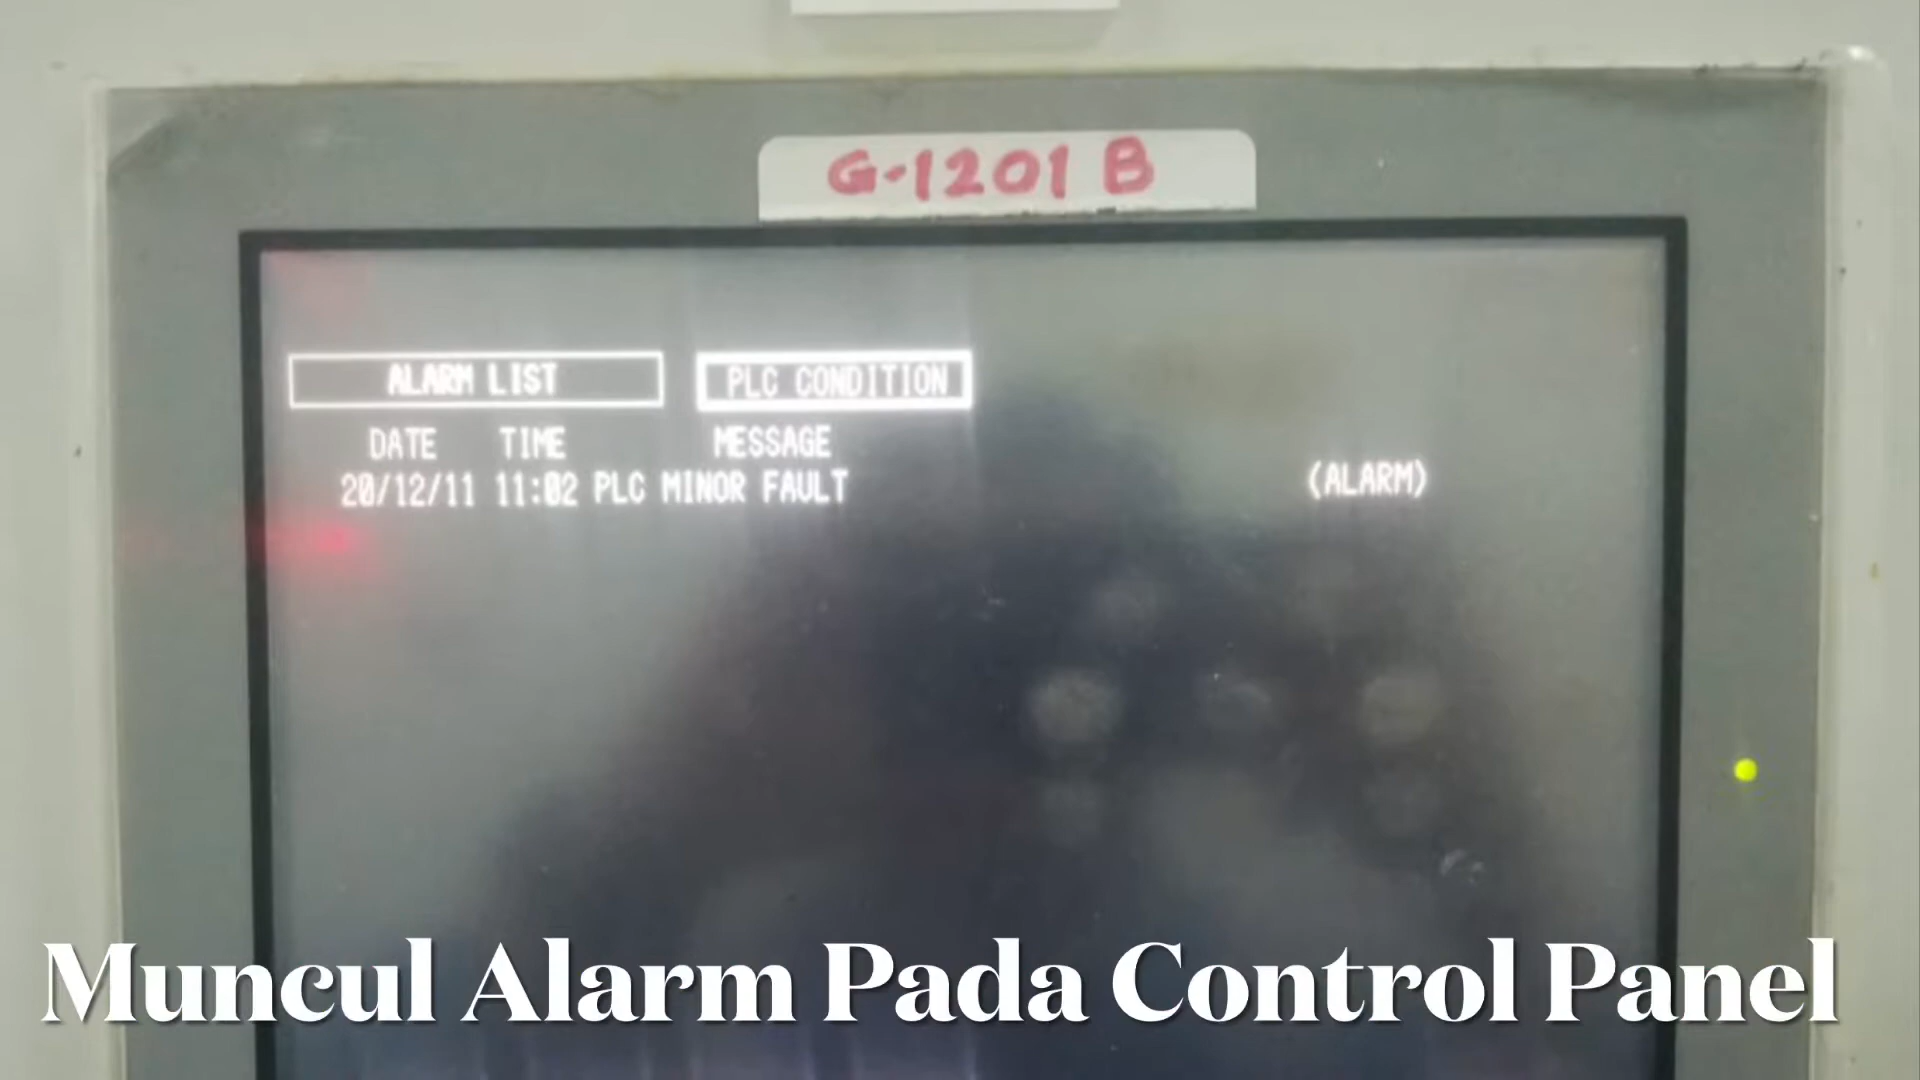 G-1201 B
ALARM LIST PLC CONDITION
DATE TIME MESSAGE
20/12/11 11:02 PLC MINOR FAULT (ALARM)
Muncul Alarm Pada Control Panel